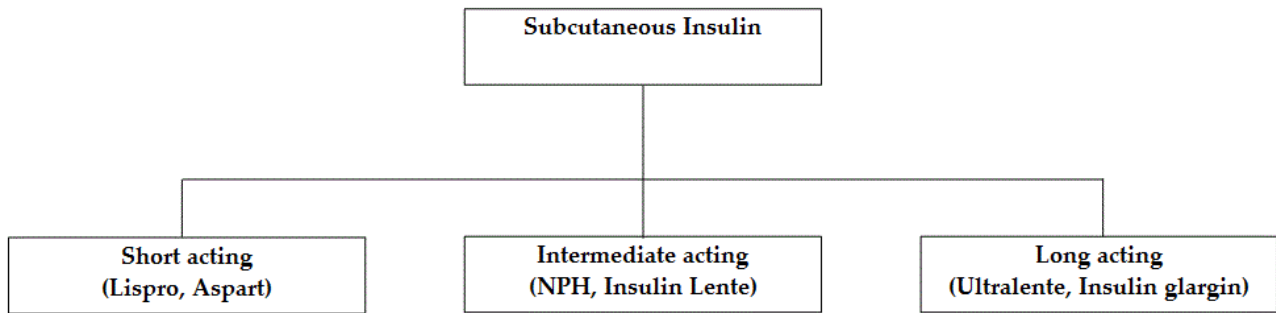 Subcutaneous Insulin
Short acting
(Lispro, Aspart)
Intermediate acting
(NPH, Insulin Lente)
Long acting
(Ultralente, Insulin glargin)